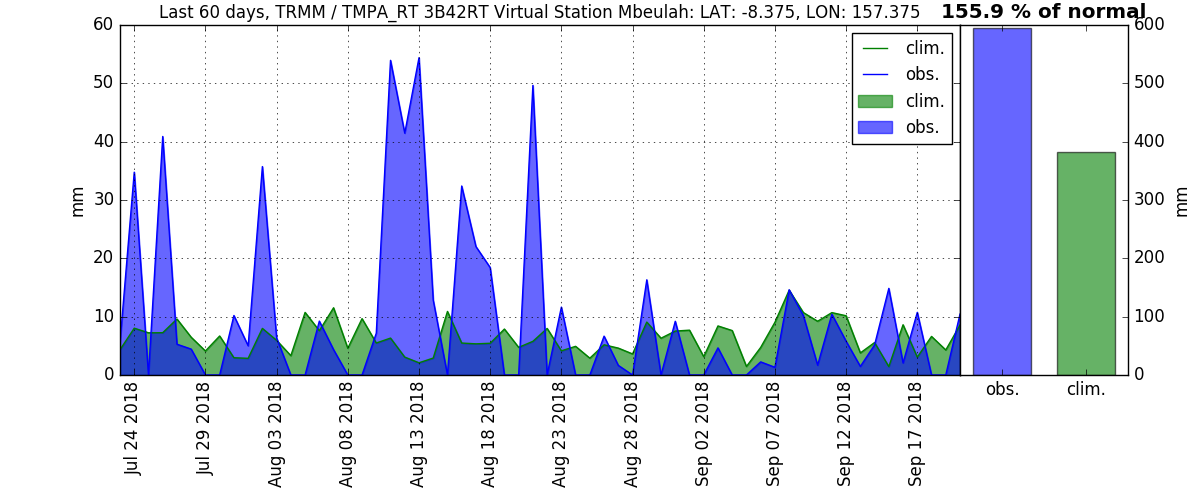 Last 60 days, TRMM / TMPA_RT 3B42RT Virtual Station Mbeulah: LAT: -8.375, LON: 157.375
155.9 % of normal
60
50
40
30
20
10
0
mm
clim.
obs.
clim.
obs.
Jul 24 2018
Jul 29 2018
Aug 03 2018
Aug 08 2018
Aug 13 2018
Aug 18 2018
Aug 23 2018
Aug 28 2018
Sep 02 2018
Sep 07 2018
Sep 12 2018
Sep 17 2018
600
500
400
300
200
100
0
mm
obs.
clim.